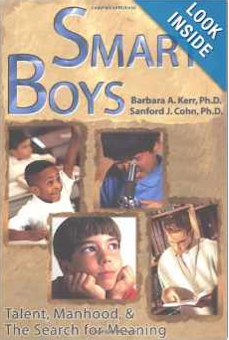 LOOK
INSIDE!
SMART
BOYS
Barbara A. Kerr, Ph.D.
Sanford J. Cohn, Ph.D.
Talent, Manhood, &
The Search for Meaning